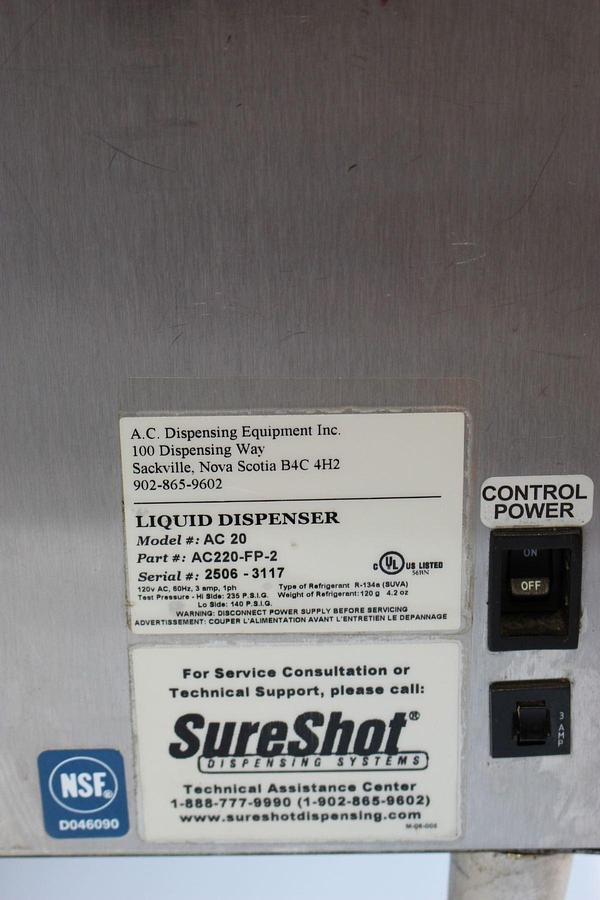 A.C. Dispensing Equipment Inc.
100 Dispensing Way
Sackville, Nova Scotia B4C 4H2
902-865-9602
LIQUID DISPENSER
Model #: AC 20
Part #: AC220-FP-2
Serial #: 2506 - 3117
C UL US LISTED
561N
120v AC, 60Hz, 3 amp, 1ph Type of Refrigerant R-134a (SUVA)
Test Pressure - Hi Side: 235 P.S.I.G. Weight of Refrigerant: 120 g 4.2 oz
Lo Side: 140 P.S.I.G.
WARNING: DISCONNECT POWER SUPPLY BEFORE SERVICING
ADVERTISSEMENT: COUPER L'ALIMENTATION AVANT L'ENTRETIEN LE DEPANNAGE
CONTROL
POWER
ON
OFF
3 AMP
For Service Consultation or
Technical Support, please call:
SureShot®
DISPENSING SYSTEMS
Technical Assistance Center
1-888-777-9990 (1-902-865-9602)
www.sureshotdispensing.com
M-06-005
NSF®
D046090